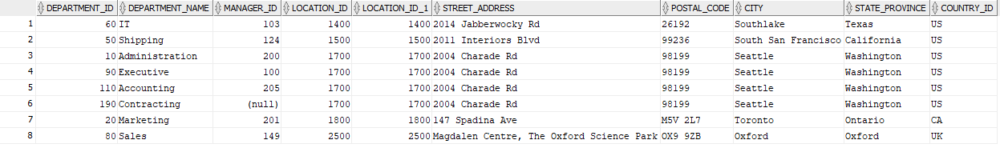 DEPARTMENT_ID DEPARTMENT_NAME MANAGER_ID LOCATION_ID LOCATION_ID_1 STREET_ADDRESS POSTAL_CODE CITY STATE_PROVINCE COUNTRY_ID
1 60 IT 103 1400 1400 2014 Jabberwocky Rd 26192 Southlake Texas US
2 50 Shipping 124 1500 1500 2011 Interiors Blvd 99236 South San Francisco California US
3 10 Administration 200 1700 1700 2004 Charade Rd 98199 Seattle Washington US
4 90 Executive 100 1700 1700 2004 Charade Rd 98199 Seattle Washington US
5 110 Accounting 205 1700 1700 2004 Charade Rd 98199 Seattle Washington US
6 190 Contracting (null) 1700 1700 2004 Charade Rd 98199 Seattle Washington US
7 20 Marketing 201 1800 1800 147 Spadina Ave M5V 2L7 Toronto Ontario CA
8 80 Sales 149 2500 2500 Magdalen Centre, The Oxford Science Park OX9 9ZB Oxford Oxford UK